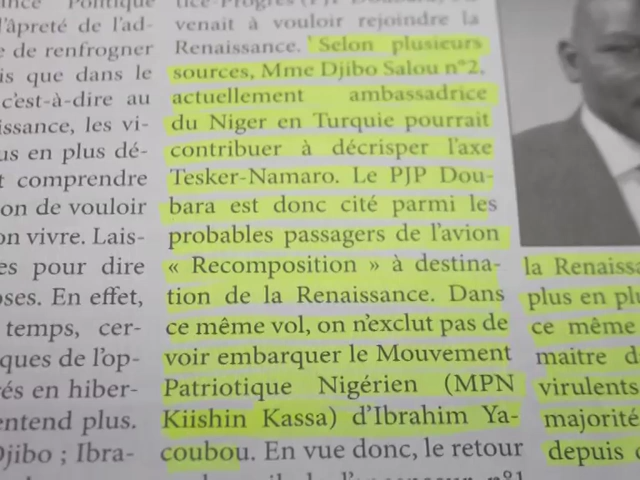 Politique
l'âpreté de l'ad-
e de renfrogner
is que dans le
c'est-à-dire au
issance, les vi-
us en plus dé-
t comprendre
on de vouloir
on vivre. Lais-
es pour dire
oses. En effet,
temps, cer-
ques de l'op-
rés en hiber-
entend plus.
Djibo ; Ibra-
venait à vouloir rejoindre la
Renaissance. Selon plusieurs
sources, Mme Djibo Salou n°2,
actuellement ambassadrice
du Niger en Turquie pourrait
contribuer à décrisper l'axe
Tesker-Namaro. Le PJP Dou-
bara est donc cité parmi les
probables passagers de l'avion
« Recomposition » à destina-
tion de la Renaissance. Dans
ce même vol, on n'exclut pas de
voir embarquer le Mouvement
Patriotique Nigérien (MPN
Kiishin Kassa) d'Ibrahim Ya-
coubou. En vue donc, le retour
la Renaissa
plus en plu
ce même
maitre d
virulents
majorité
depuis